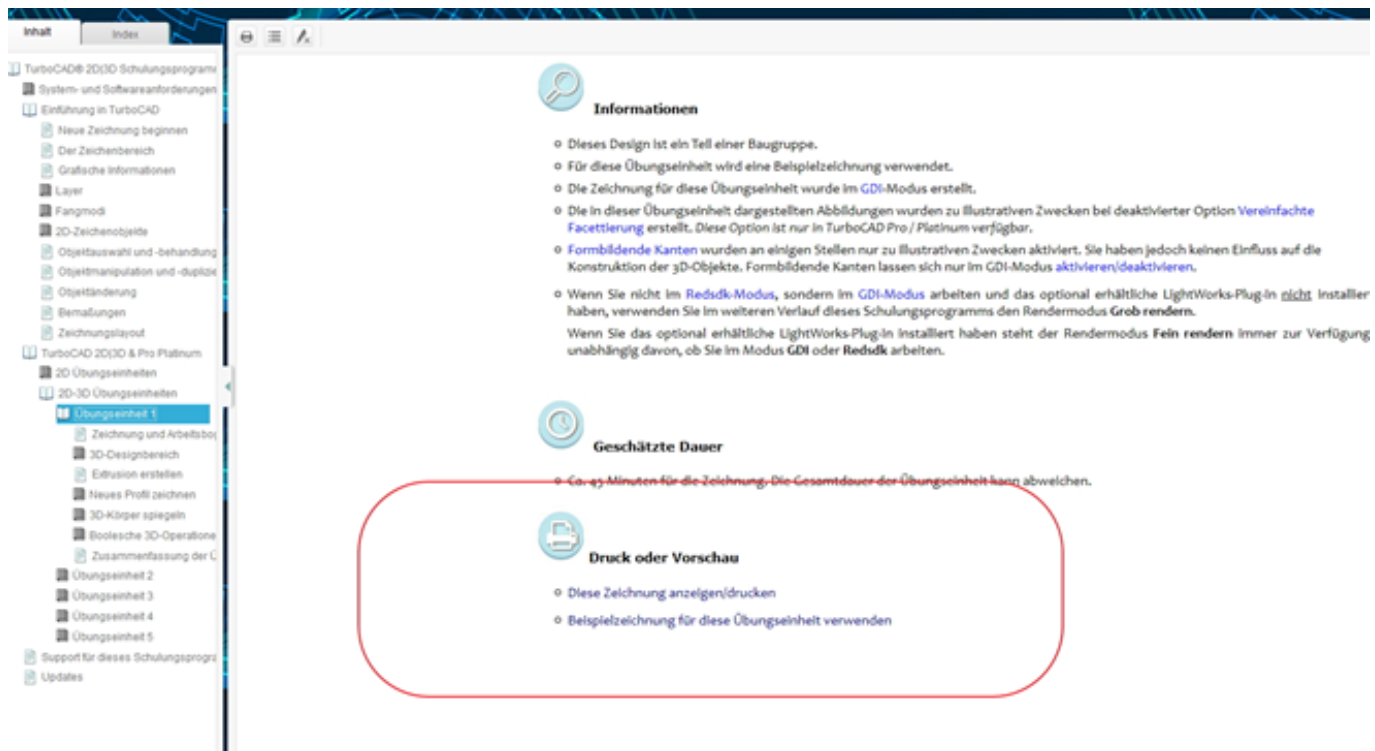 Inhalt
Index
TurboCAD® 2D|3D Schulungsprogramm
System- und Softwareanforderungen
Einführung in TurboCAD
Neue Zeichnung beginnen
Der Zeichenbereich
Grafische Informationen
Layer
Fangmodi
2D-Zeichenobjekte
Objektauswahl und -behandlung
Objektmanipulation und -duplizie
Objektänderung
Bemaßungen
Zeichnungslayout
TurboCAD 2D|3D & Pro Platinum
2D Übungseinheiten
2D-3D Übungseinheiten
Übungseinheit 1
Zeichnung und Arbeitsbog
3D-Designbereich
Extrusion erstellen
Neues Profil zeichnen
3D-Körper spiegeln
Boolesche 3D-Operatione
Zusammenfassung der Ü
Übungseinheit 2
Übungseinheit 3
Übungseinheit 4
Übungseinheit 5
Support für dieses Schulungsprogra
Updates
Informationen
Dieses Design ist ein Teil einer Baugruppe.
Für diese Übungseinheit wird eine Beispielzeichnung verwendet.
Die Zeichnung für diese Übungseinheit wurde im GDI-Modus erstellt.
Die in dieser Übungseinheit dargestellten Abbildungen wurden zu illustrativen Zwecken bei deaktivierter Option Vereinfachte
Facettierung erstellt. Diese Option ist nur in TurboCAD Pro / Platinum verfügbar.
Formbildende Kanten wurden an einigen Stellen nur zu illustrativen Zwecken aktiviert. Sie haben jedoch keinen Einfluss auf die
Konstruktion der 3D-Objekte. Formbildende Kanten lassen sich nur im GDI-Modus aktivieren/deaktivieren.
Wenn Sie nicht im Redsdk-Modus, sondern im GDI-Modus arbeiten und das optional erhältliche LightWorks-Plug-In nicht installier
haben, verwenden Sie im weiteren Verlauf dieses Schulungsprogramms den Rendermodus Grob rendern.
Wenn Sie das optional erhältliche LightWorks-Plug-In installiert haben steht der Rendermodus Fein rendern immer zur Verfügung
unabhängig davon, ob Sie im Modus GDI oder Redsdk arbeiten.
Geschätzte Dauer
Ca. 45 Minuten für die Zeichnung. Die Gesamtdauer der Übungseinheit kann abweichen.
Druck oder Vorschau
Diese Zeichnung anzeigen/drucken
Beispielzeichnung für diese Übungseinheit verwenden